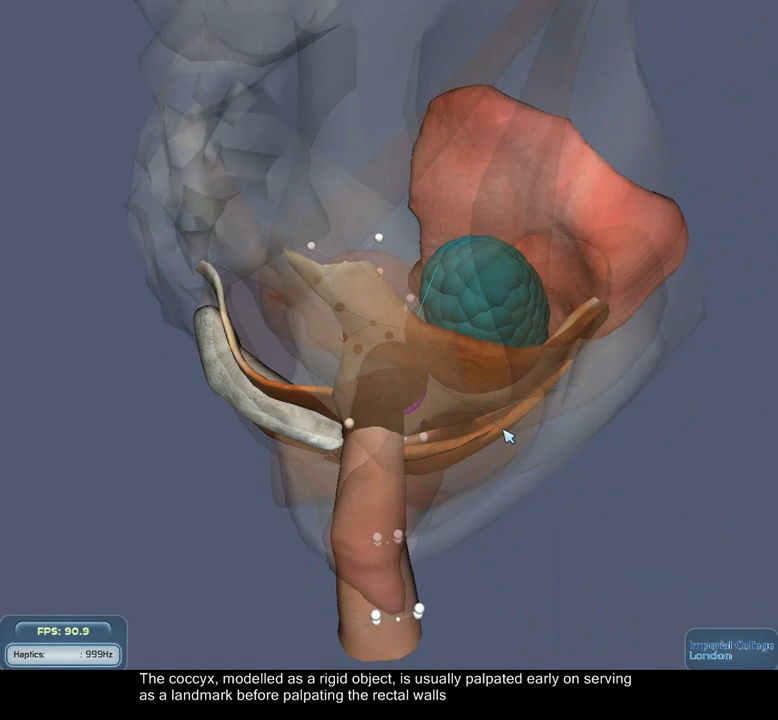 FPS: 90.9
Haptics: : 999Hz
Imperial College
London
The coccyx, modelled as a rigid object, is usually palpated early on serving
as a landmark before palpating the rectal walls